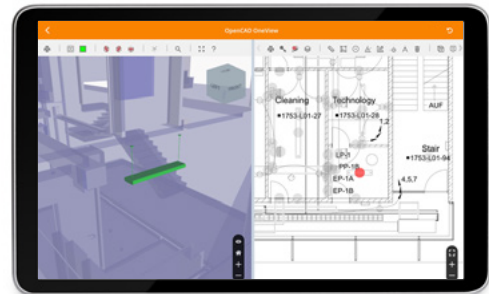 OpenCAD OneView
Cleaning
Technology
1753-L01-27
1753-L01-28
AUF
1,2
Stair
1753-L01-94
LP-1
PP-1B
EP-1A
EP-1B
4,5,7